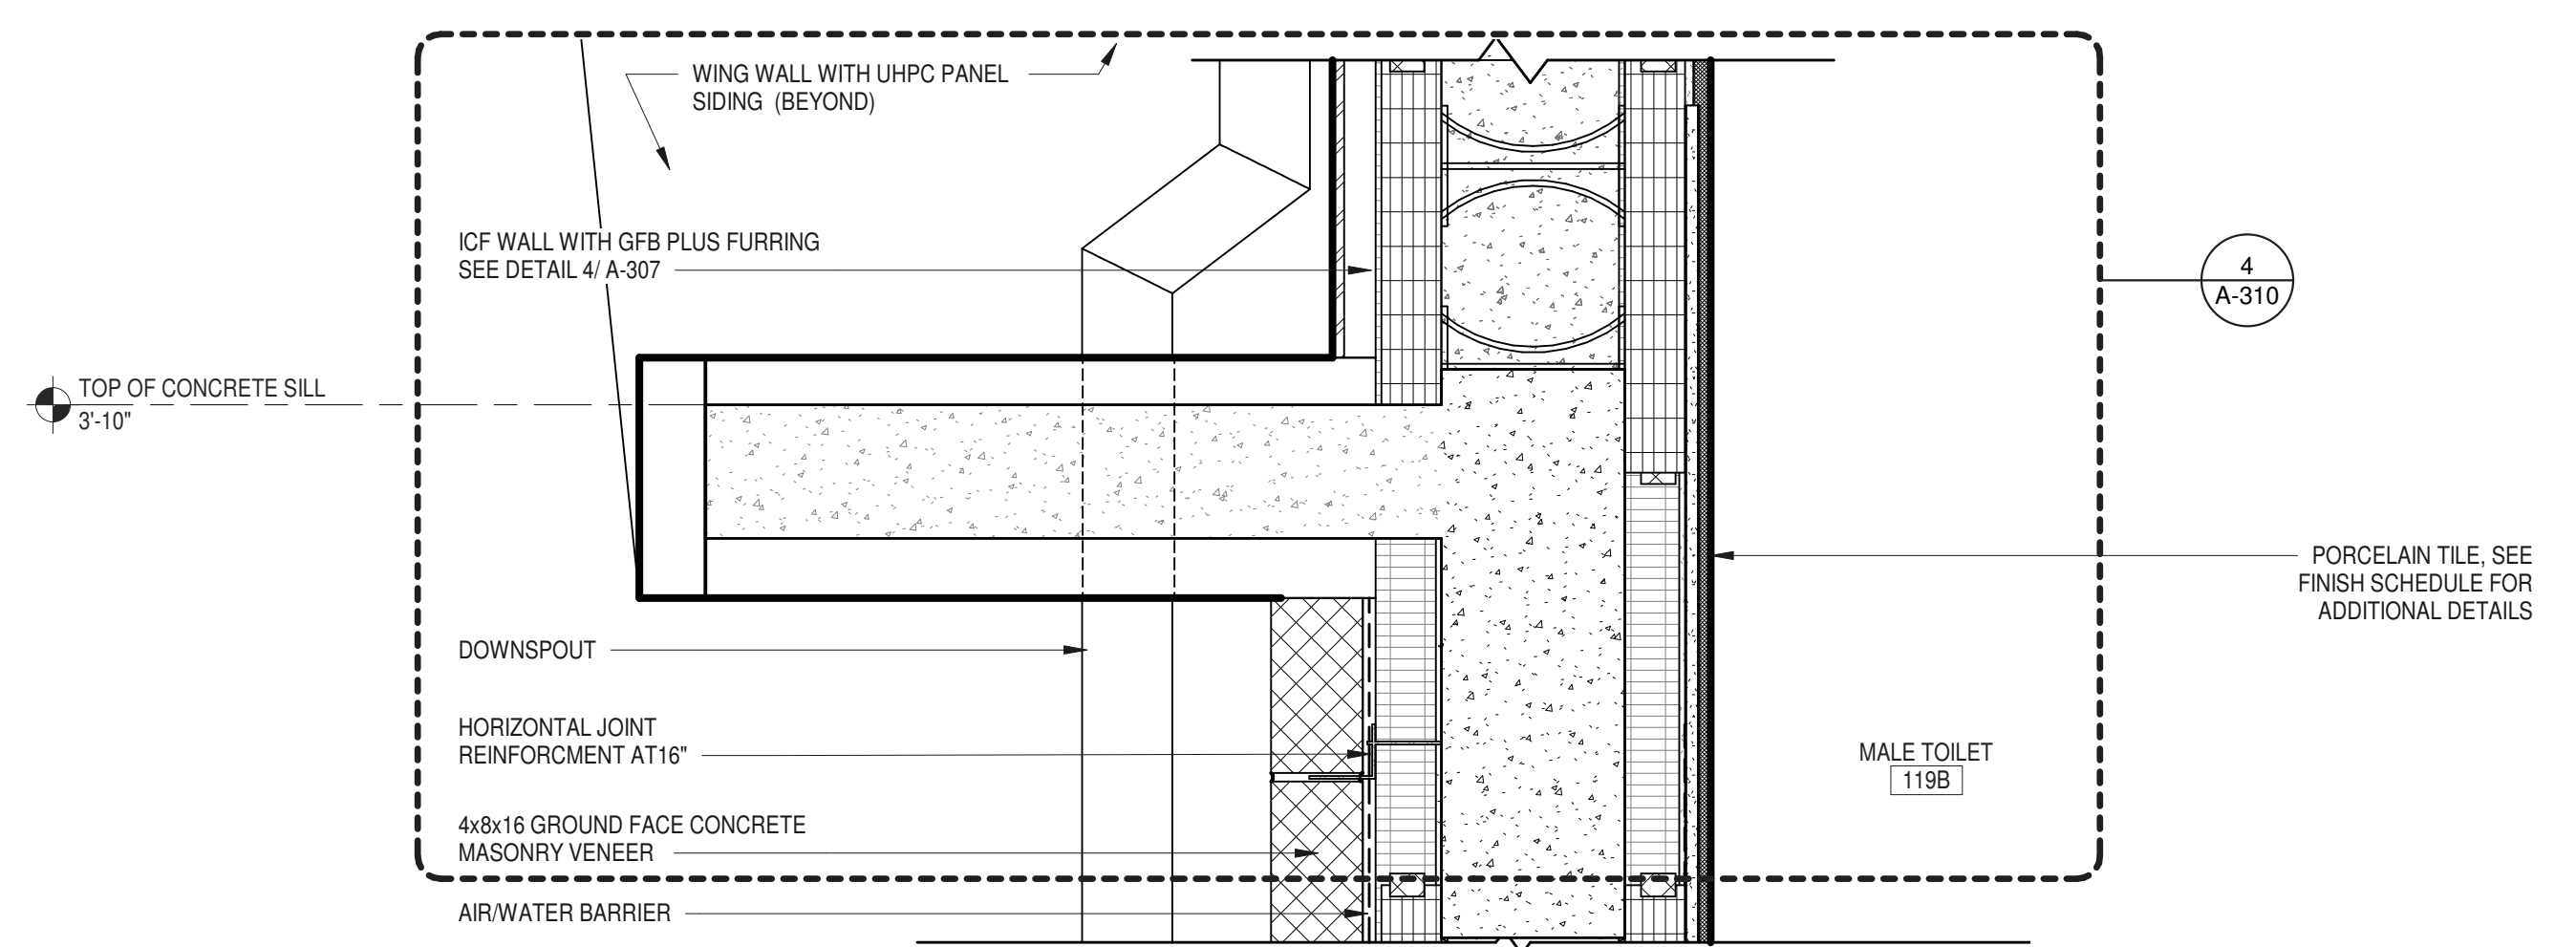 WING WALL WITH UHPC PANEL
SIDING (BEYOND)
ICF WALL WITH GFB PLUS FURRING
SEE DETAIL 4/ A-307
4
A-310
TOP OF CONCRETE SILL
3'-10"
PORCELAIN TILE, SEE
FINISH SCHEDULE FOR
ADDITIONAL DETAILS
DOWNSPOUT
HORIZONTAL JOINT
REINFORCMENT AT16"
MALE TOILET
119B
4x8x16 GROUND FACE CONCRETE
MASONRY VENEER
AIR/WATER BARRIER